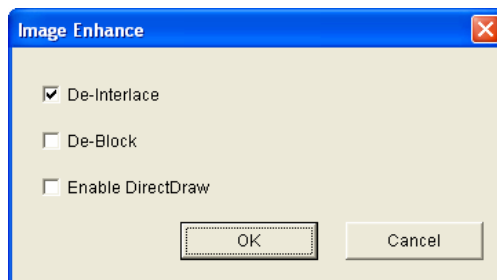 Image Enhance
De-Interlace
De-Block
Enable DirectDraw
OK Cancel